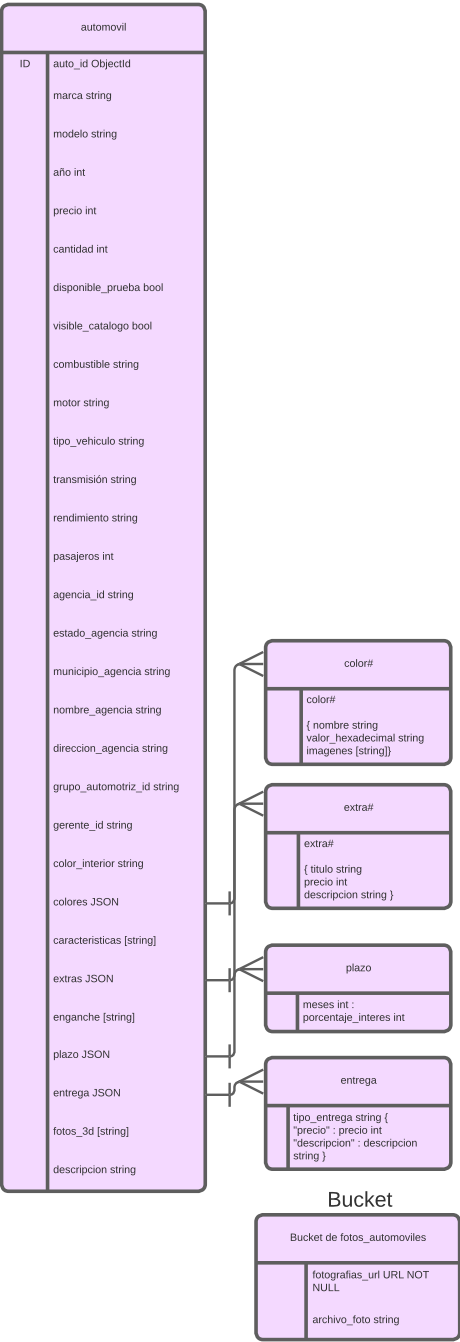 automovil
ID
auto_id ObjectId
marca string
modelo string
año int
precio int
cantidad int
disponible_prueba bool
visible_catalogo bool
combustible string
motor string
tipo_vehiculo string
transmisión string
rendimiento string
pasajeros int
agencia_id string
estado_agencia string
municipio_agencia string
nombre_agencia string
direccion_agencia string
grupo_automotriz_id string
gerente_id string
color_interior string
colores JSON
caracteristicas [string]
extras JSON
enganche [string]
plazo JSON
entrega JSON
fotos_3d [string]
descripcion string
color#
color#
{ nombre string
valor_hexadecimal string
imagenes [string]}
extra#
extra#
{ titulo string
precio int
descripcion string }
plazo
meses int :
porcentaje_interes int
entrega
tipo_entrega string {
"precio" : precio int
"descripcion" : descripcion
string }
Bucket
Bucket de fotos_automoviles
fotografias_url URL NOT
NULL
archivo_foto string